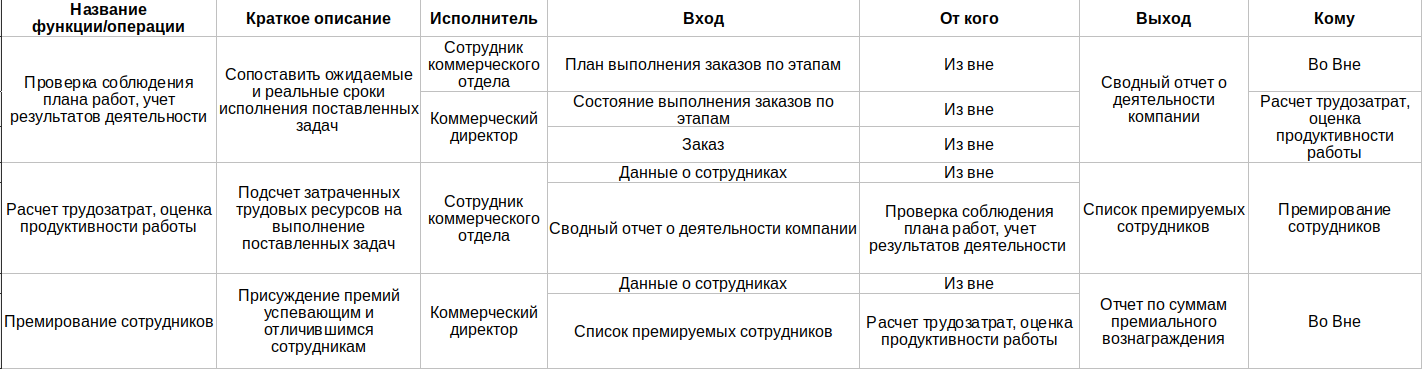 Название
функции/операции
Краткое описание
Исполнитель
Вход
От кого
Выход
Кому
Проверка соблюдения
плана работ, учет
результатов деятельности
Сопоставить ожидаемые
и реальные сроки
исполнения поставленных
задач
Сотрудник
коммерческого
отдела
План выполнения заказов по этапам
Из вне
Сводный отчет о
деятельности
компании
Во Вне
Коммерческий
директор
Состояние выполнения заказов по
этапам
Из вне
Расчет трудозатрат,
оценка
продуктивности
работы
Заказ
Из вне
Расчет трудозатрат, оценка
продуктивности работы
Подсчет затраченных
трудовых ресурсов на
выполнение
поставленных задач
Сотрудник
коммерческого
отдела
Данные о сотрудниках
Из вне
Список премируемых
сотрудников
Премирование
сотрудников
Сводный отчет о деятельности компании
Проверка соблюдения
плана работ, учет
результатов деятельности
Премирование сотрудников
Присуждение премий
успевающим и
отличившимся
сотрудникам
Коммерческий
директор
Данные о сотрудниках
Из вне
Отчет по суммам
премиального
вознаграждения
Во Вне
Список премируемых сотрудников
Расчет трудозатрат, оценка
продуктивности работы